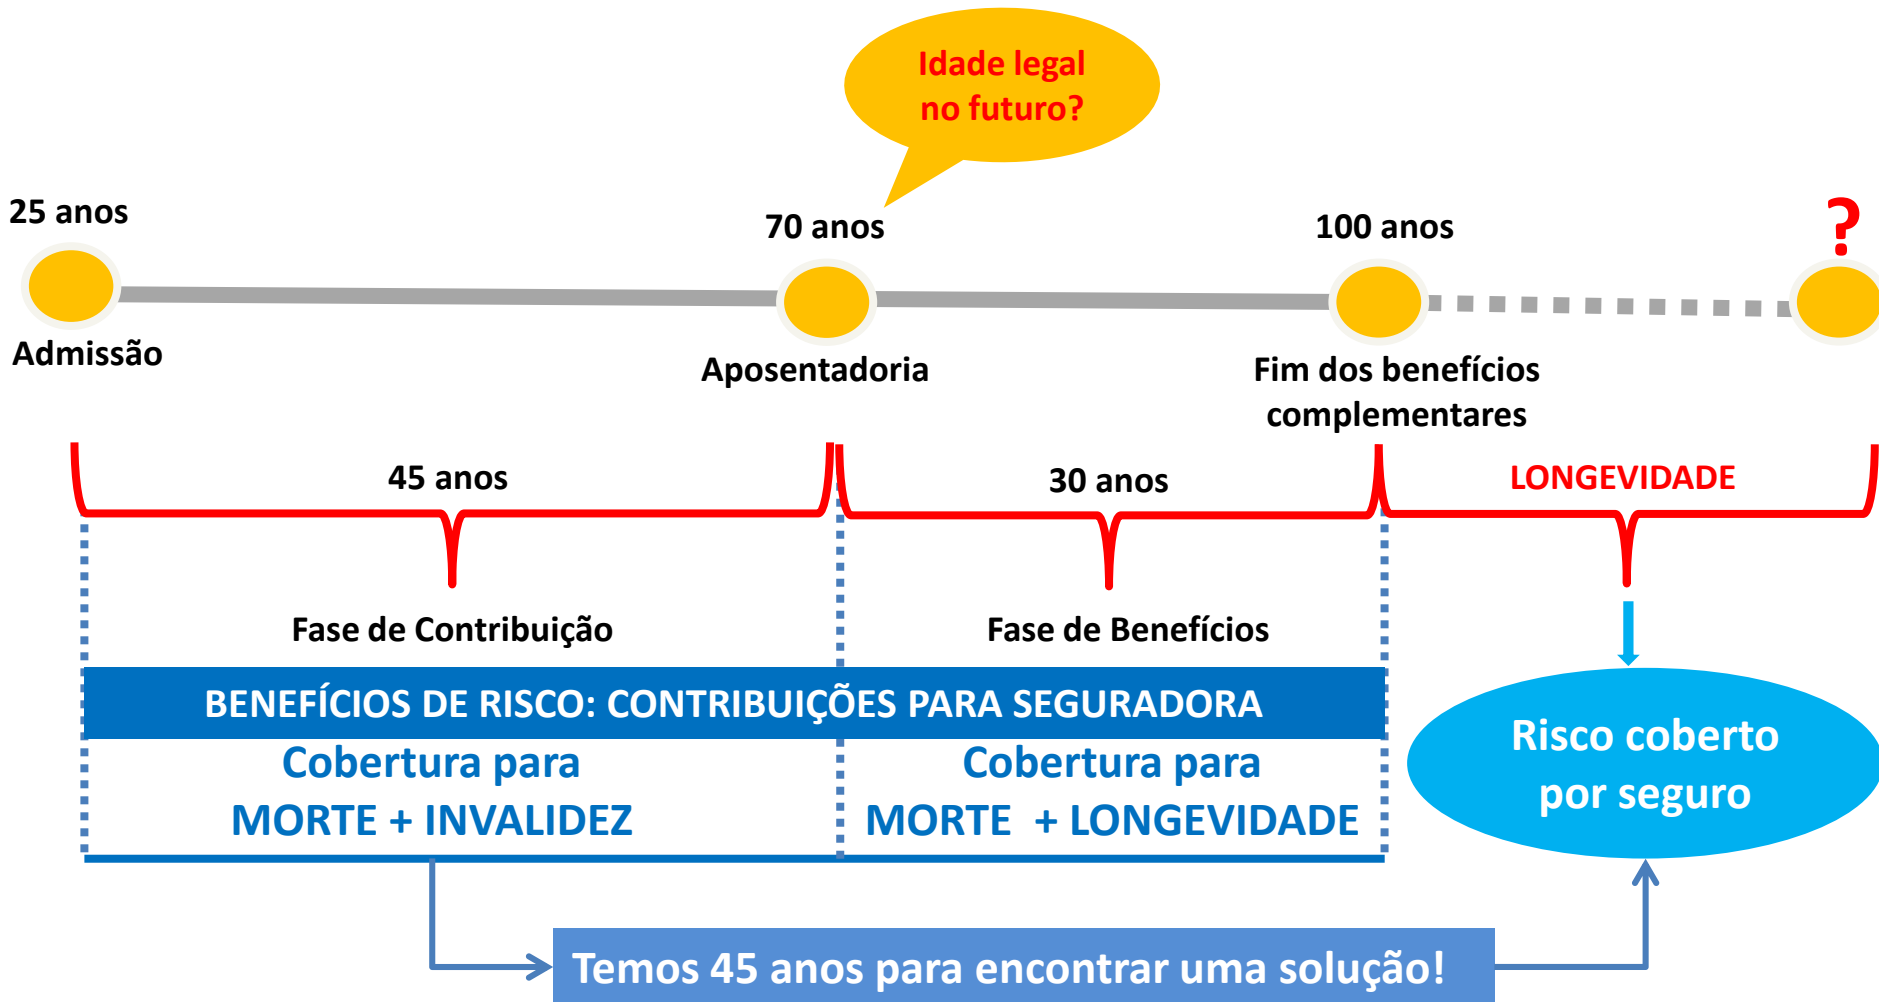 Idade legal
no futuro?
25 anos
70 anos
100 anos
?
Admissão
Aposentadoria
Fim dos benefícios
complementares
45 anos
30 anos
LONGEVIDADE
Fase de Contribuição
Fase de Benefícios
BENEFÍCIOS DE RISCO: CONTRIBUIÇÕES PARA SEGURADORA
Cobertura para
MORTE + INVALIDEZ
Cobertura para
MORTE + LONGEVIDADE
Risco coberto
por seguro
Temos 45 anos para encontrar uma solução!